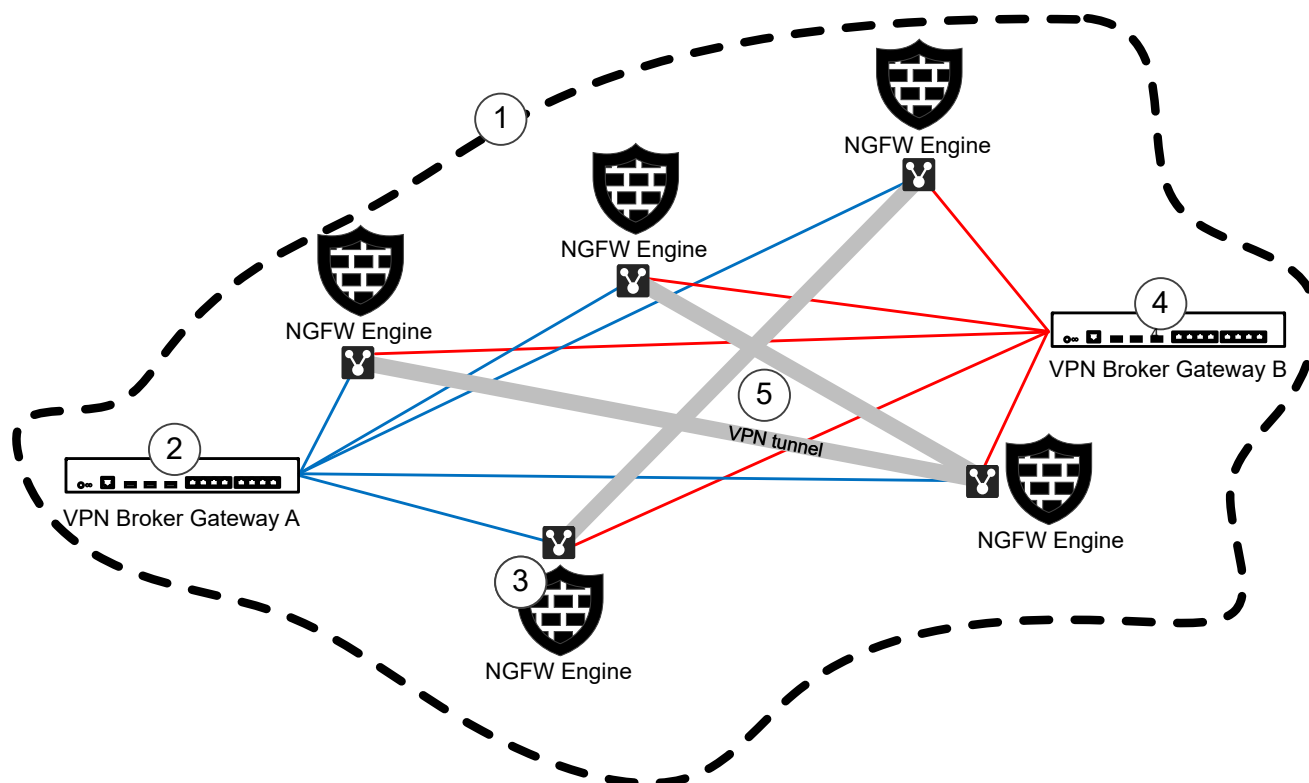 1
NGFW Engine
NGFW Engine
NGFW Engine
4
VPN Broker Gateway B
5
VPN tunnel
2
VPN Broker Gateway A
NGFW Engine
3
NGFW Engine